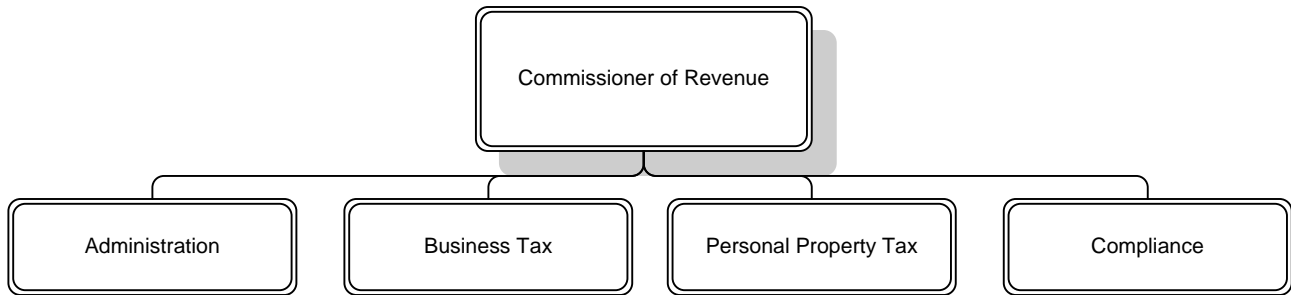 Commissioner of Revenue
Administration
Business Tax
Personal Property Tax
Compliance